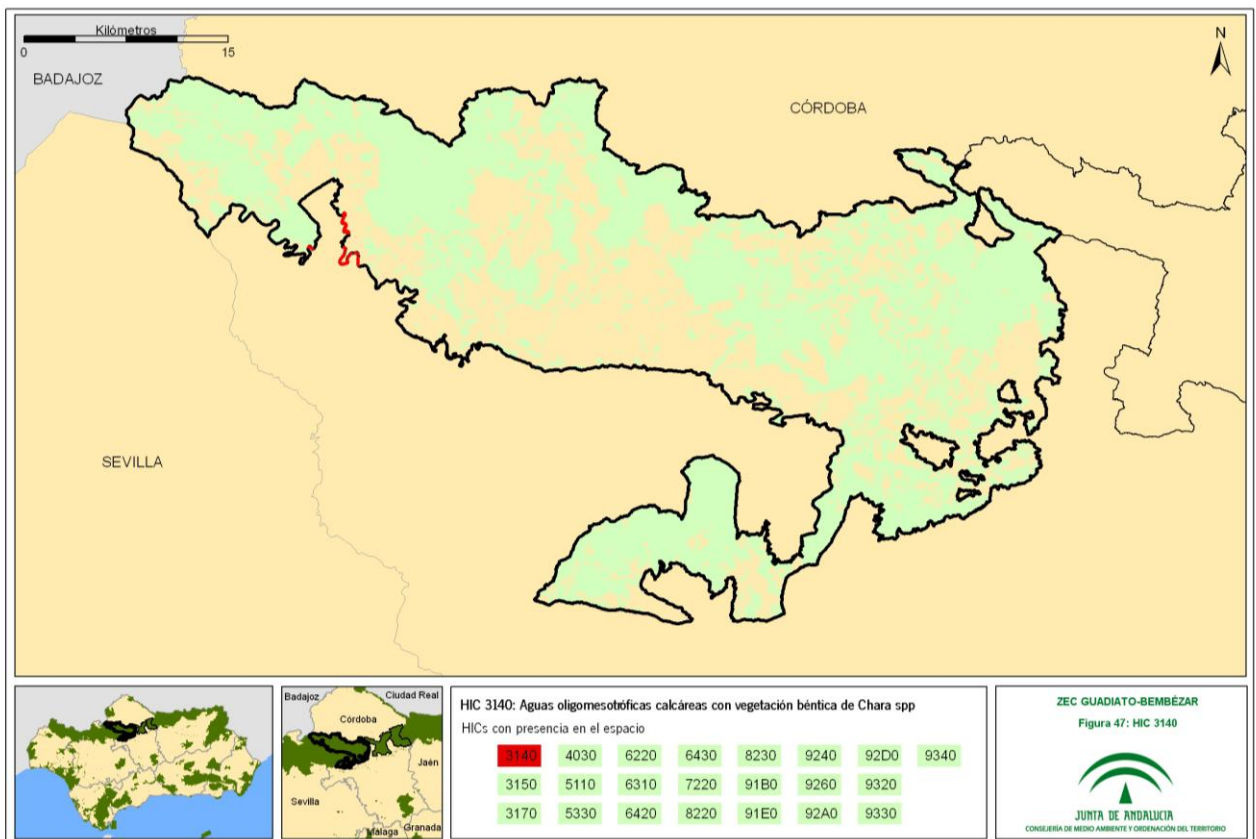 Kilómetros
0 15
N
BADAJOZ
CÓRDOBA
SEVILLA
Badajoz
Ciudad Real
Córdoba
Jaén
Sevilla
Málaga
Granada
HIC 3140: Aguas oligomesotróficas calcáreas con vegetación béntica de Chara spp
HICs con presencia en el espacio
3140 4030 6220 6430 8230 9240 92D0 9340
3150 5110 6310 7220 91B0 9260 9320
3170 5330 6420 8220 91E0 92A0 9330
ZEC GUADIATO-BEMBÉZAR
Figura 47: HIC 3140
JUNTA DE ANDALUCIA
CONSEJERÍA DE MEDIO AMBIENTE Y ORDENACIÓN DEL TERRITORIO